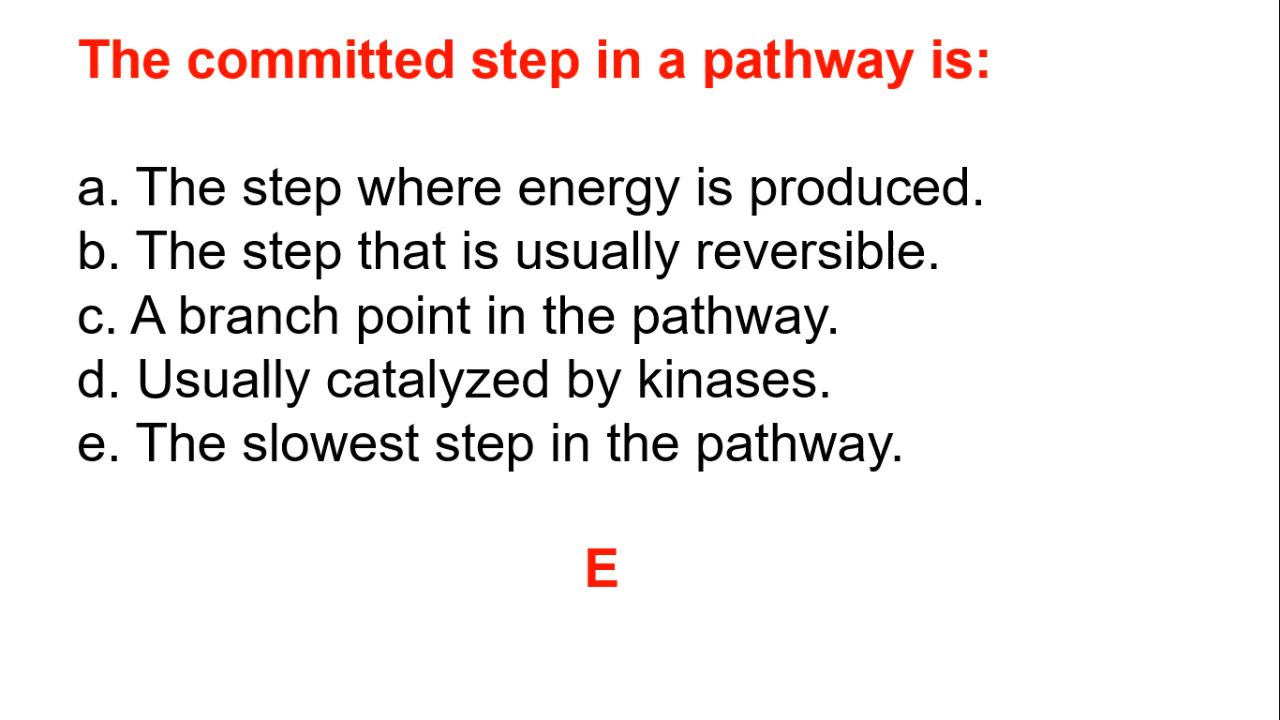 The committed step in a pathway is:
a. The step where energy is produced.
b. The step that is usually reversible.
c. A branch point in the pathway.
d. Usually catalyzed by kinases.
e. The slowest step in the pathway.
E